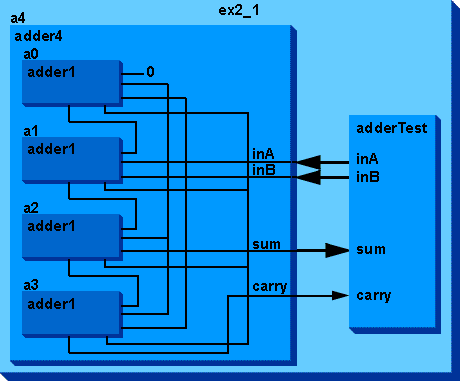 ex2_1
a4
adder4
a0
adder1
0
a1
adder1
adderTest
inA
inA
inB
inB
a2
adder1
sum
sum
a3
carry
carry
adder1